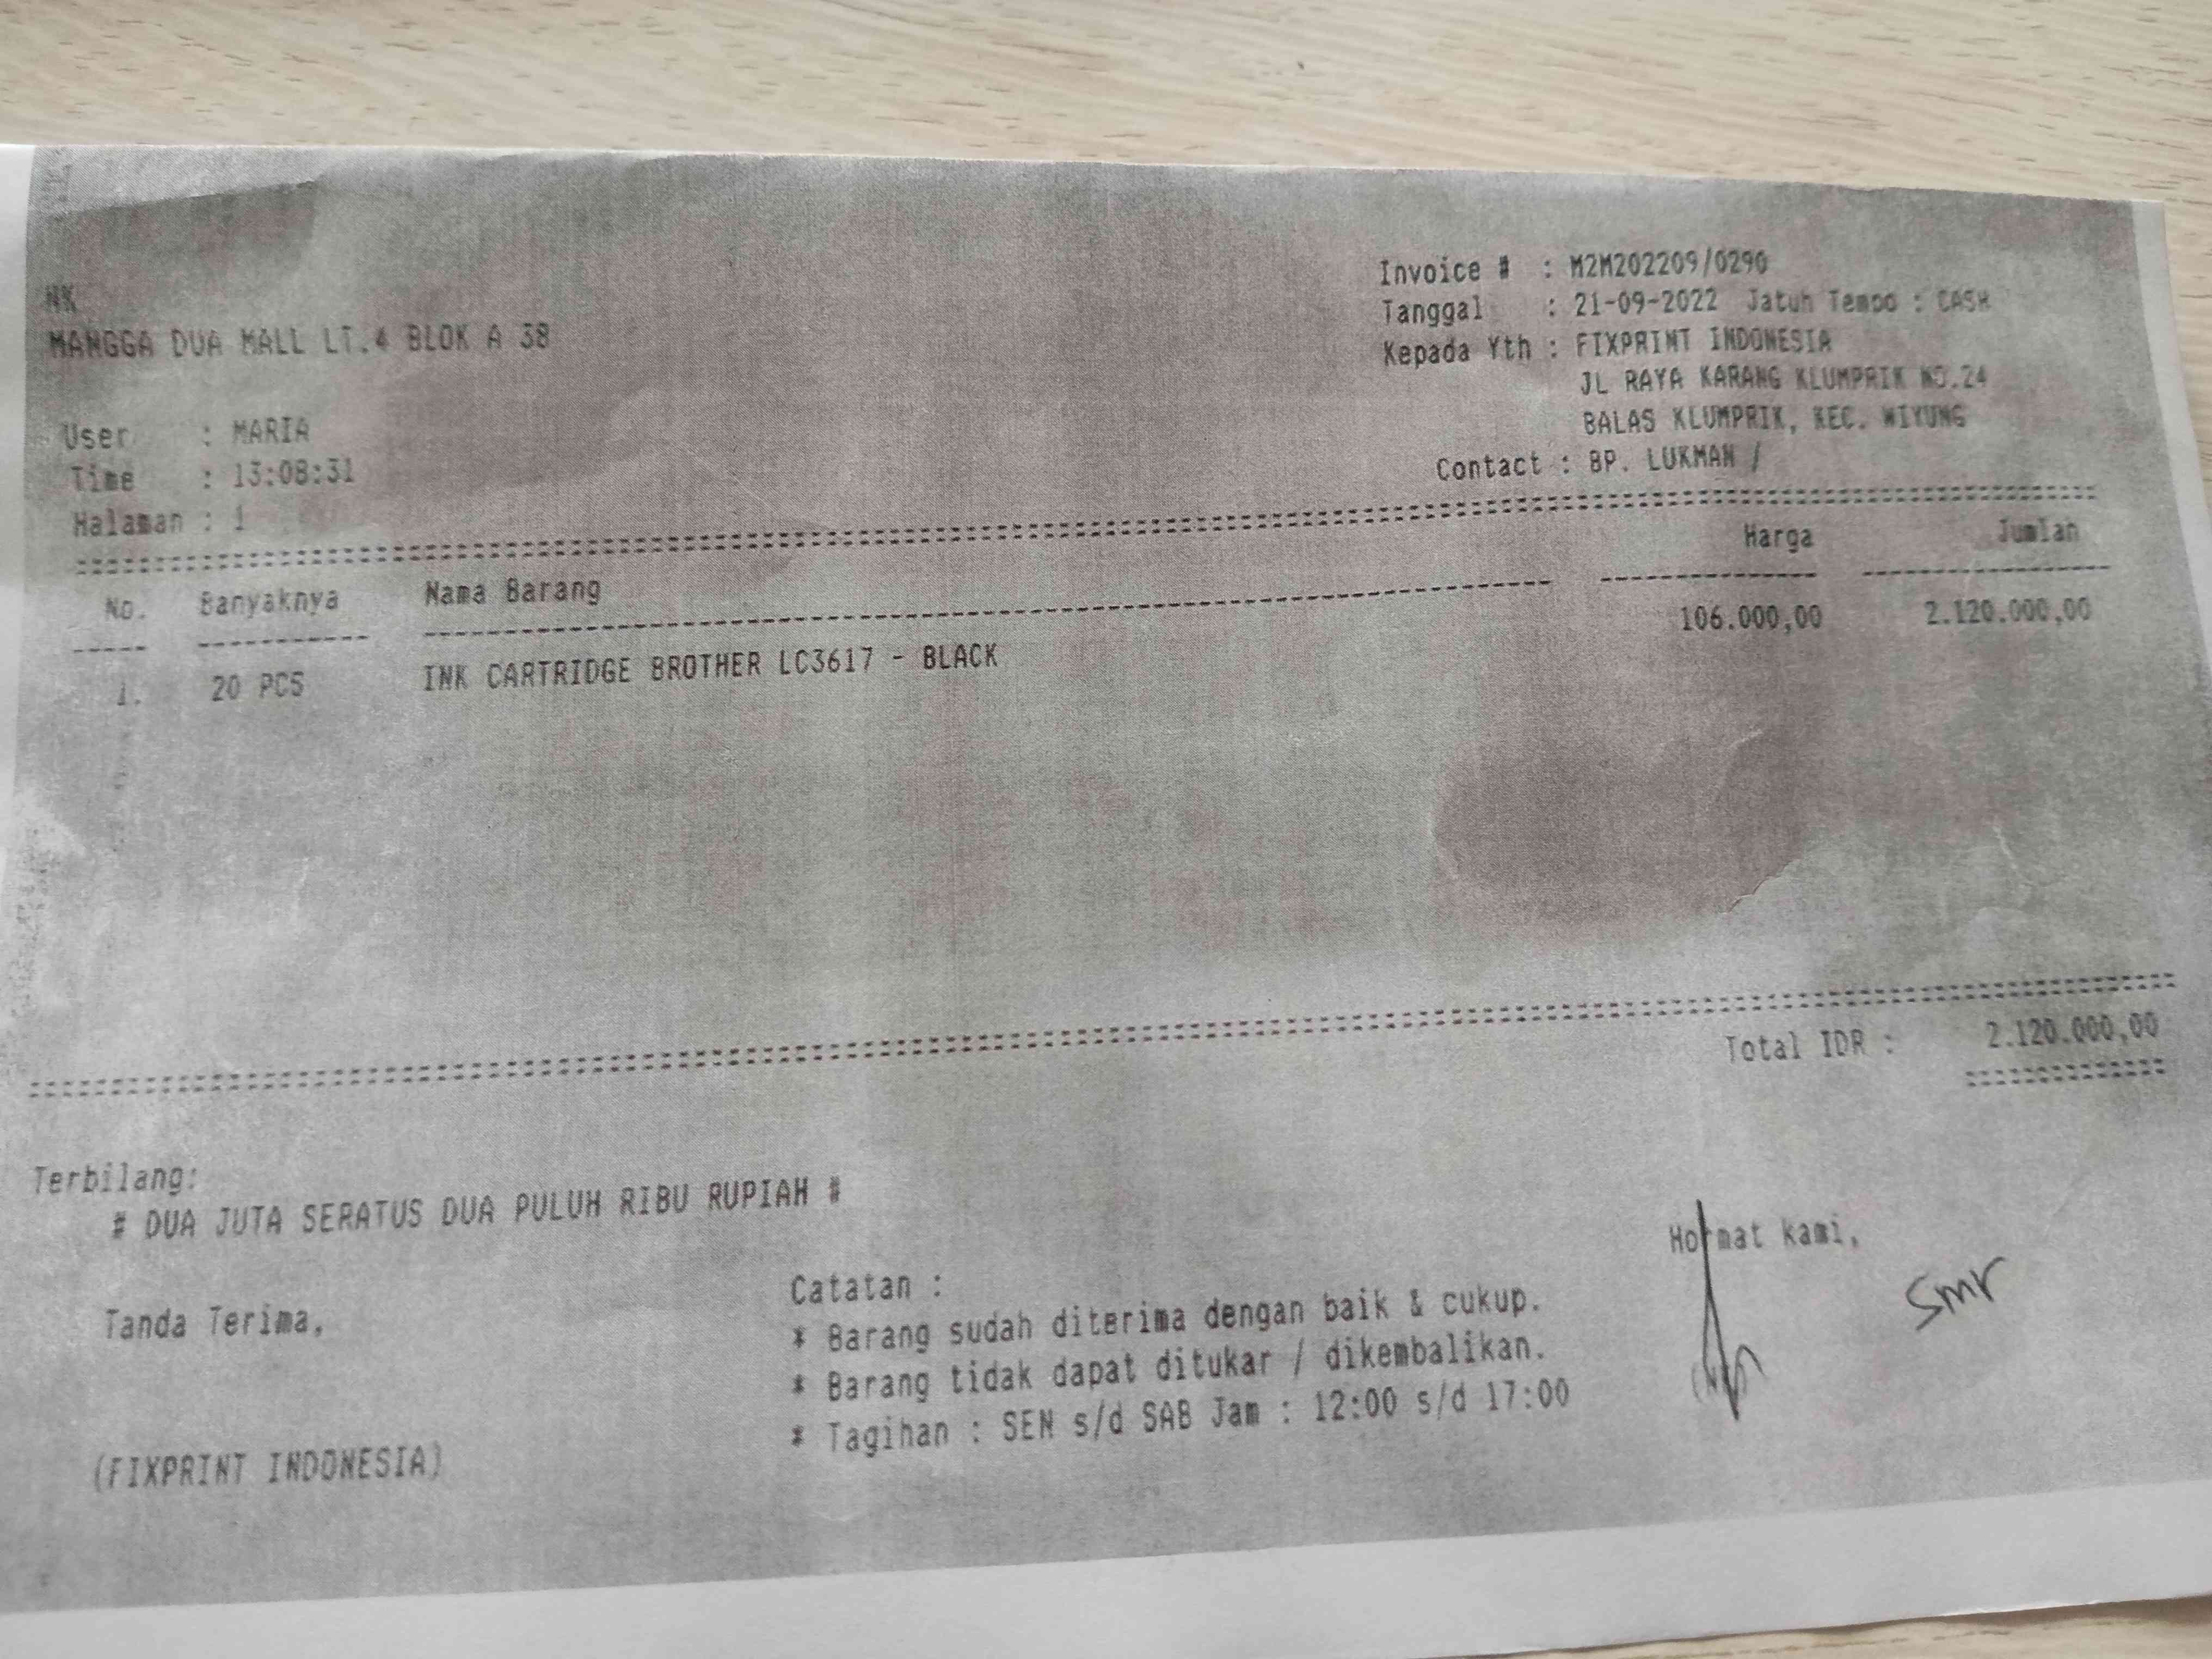 MANGGA DUA MALL LT.4 BLOK A 38
User : MARIA
Time : 13:08:31
Halaman : 1
Invoice # : M2M202209/0290
Tanggal : 21-09-2022 Jatuh Tempo : CASH
Kepada Yth : FIXPRINT INDONESIA
JL RAYA KARANG KLUMPRIK NO.24
BALAS KLUMPRIK, KEC. WIYUNG
Contact : BP. LUKMAN /
No. Banyaknya Nama Barang Harga Jumlah
1. 20 PCS INK CARTRIDGE BROTHER LC3617 - BLACK 106.000,00 2.120.000,00
Total IDR : 2.120.000,00
Terbilang:
# DUA JUTA SERATUS DUA PULUH RIBU RUPIAH #
Tanda Terima,
(FIXPRINT INDONESIA)
Catatan :
* Barang sudah diterima dengan baik & cukup.
* Barang tidak dapat ditukar / dikembalikan.
* Tagihan : SEN s/d SAB Jam : 12:00 s/d 17:00
Hormat kami,
Smr